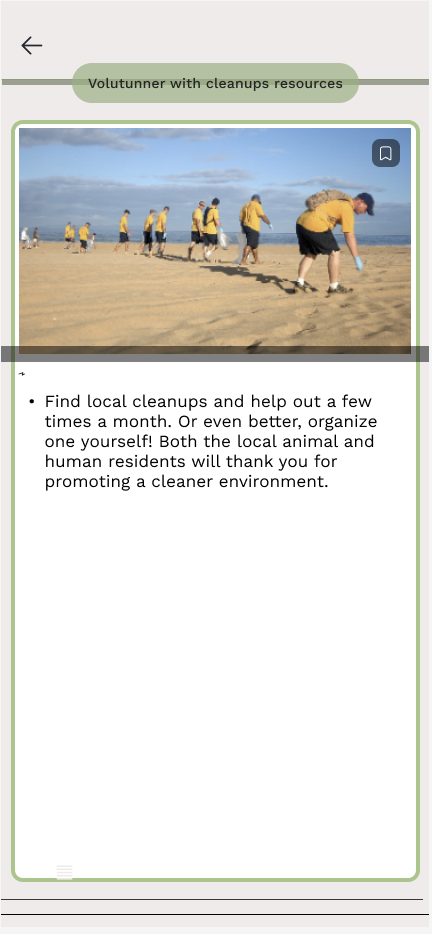 Volutunner with cleanups resources
• Find local cleanups and help out a few
times a month. Or even better, organize
one yourself! Both the local animal and
human residents will thank you for
promoting a cleaner environment.